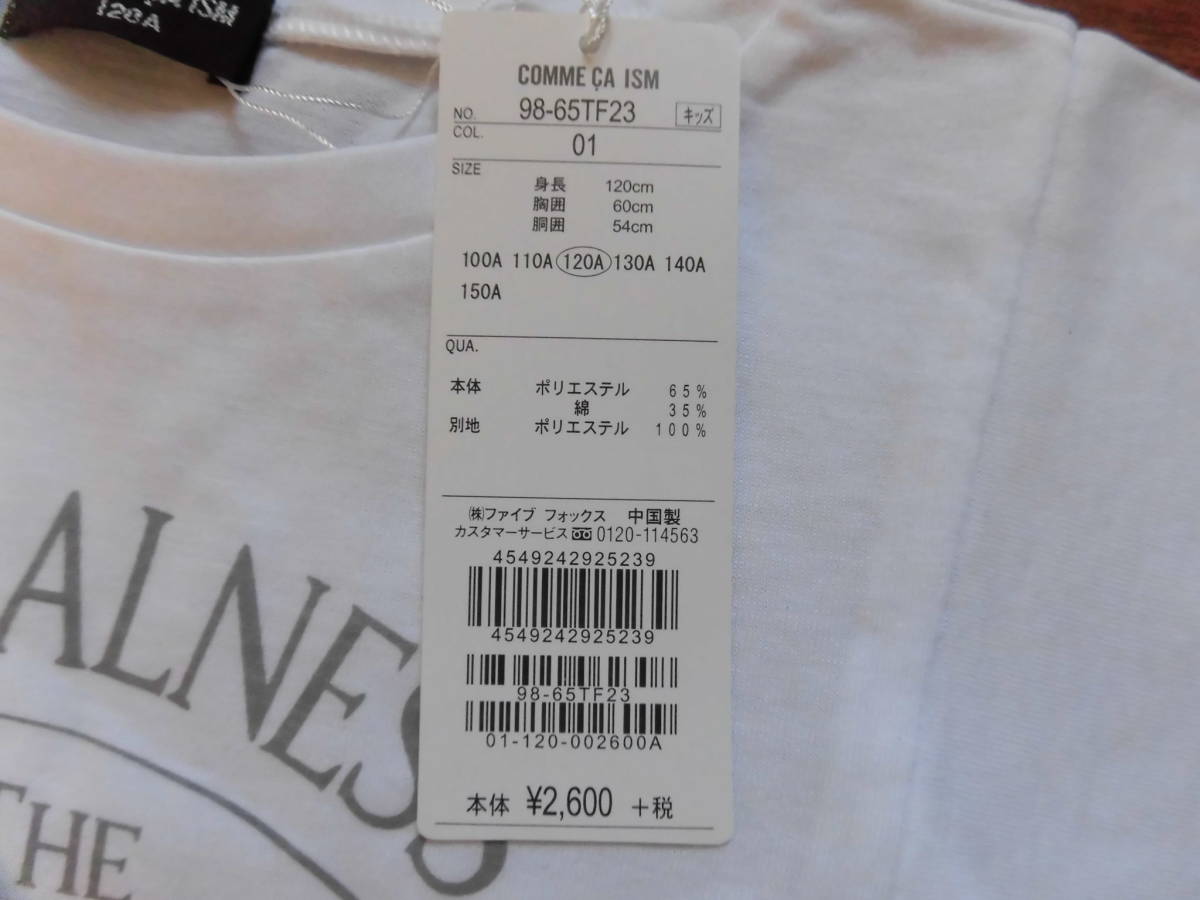 ISM
120A
COMME ÇA ISM
NO. 98-65TF23 キッズ
COL. 01
SIZE
身長 120cm
胸囲 60cm
胴囲 54cm
100A 110A 120A 130A 140A
150A
QUA.
本体 ポリエステル 65%
綿 35%
別地 ポリエステル 100%
㈱ファイブ フォックス 中国製
カスタマーサービス 0120-114563
4549242925239
4549242925239
98-65TF23
01-120-002600A
本体 ¥2,600 +税
ALNESS
THE